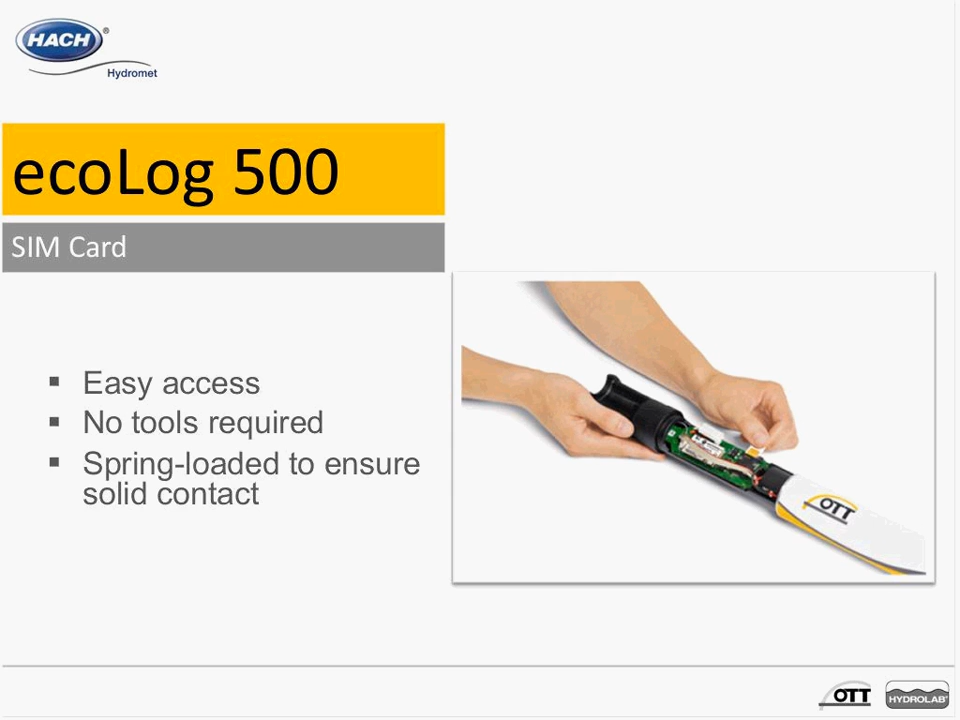 HACH®
Hydromet
ecoLog 500
SIM Card
▪ Easy access
▪ No tools required
▪ Spring-loaded to ensure
solid contact
OTT
OTT
HYDROLAB®